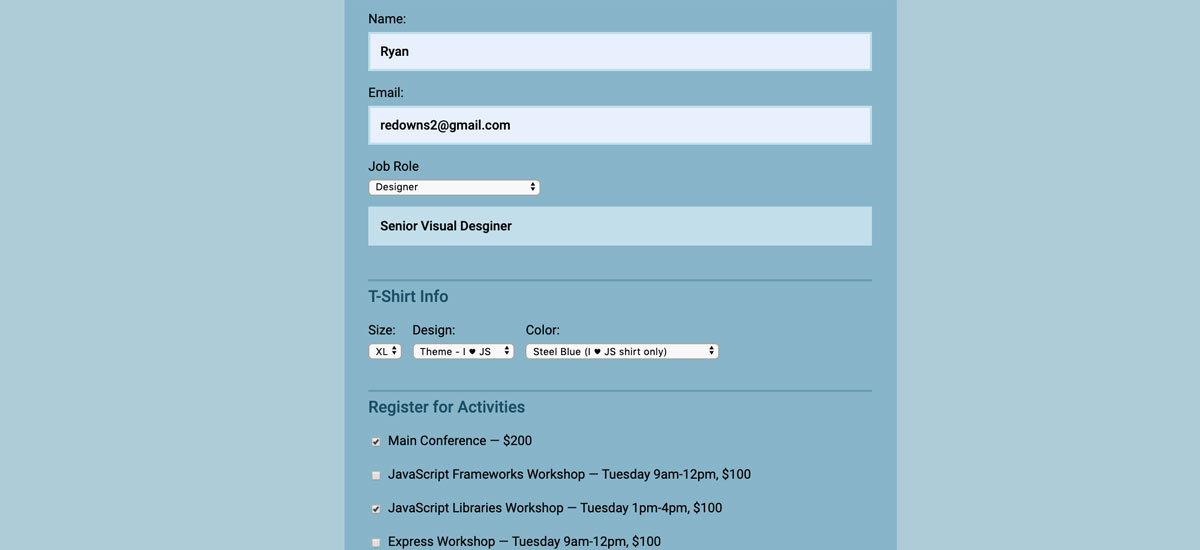 Name:
Ryan
Email:
redowns2@gmail.com
Job Role
Designer
Senior Visual Desginer
T-Shirt Info
Size: Design: Color:
XL Theme - I ♥ JS Steel Blue (I ♥ JS shirt only)
Register for Activities
Main Conference — $200
JavaScript Frameworks Workshop — Tuesday 9am-12pm, $100
JavaScript Libraries Workshop — Tuesday 1pm-4pm, $100
Express Workshop — Tuesday 9am-12pm, $100